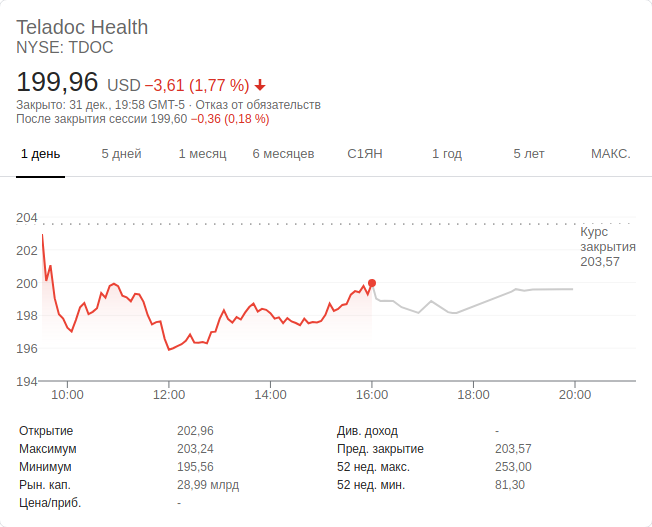 Teladoc Health
NYSE: TDOC
199,96 USD −3,61 (1,77 %)
Закрыто: 31 дек., 19:58 GMT-5 · Отказ от обязательств
После закрытия сессии 199,60 −0,36 (0,18 %)
1 день 5 дней 1 месяц 6 месяцев С1ЯН 1 год 5 лет МАКС.
204
Курс
закрытия
203,57
202
200
198
196
194
10:00 12:00 14:00 16:00 18:00 20:00
Открытие 202,96 Див. доход -
Максимум 203,24 Пред. закрытие 203,57
Минимум 195,56 52 нед. макс. 253,00
Рын. кап. 28,99 млрд 52 нед. мин. 81,30
Цена/приб. -